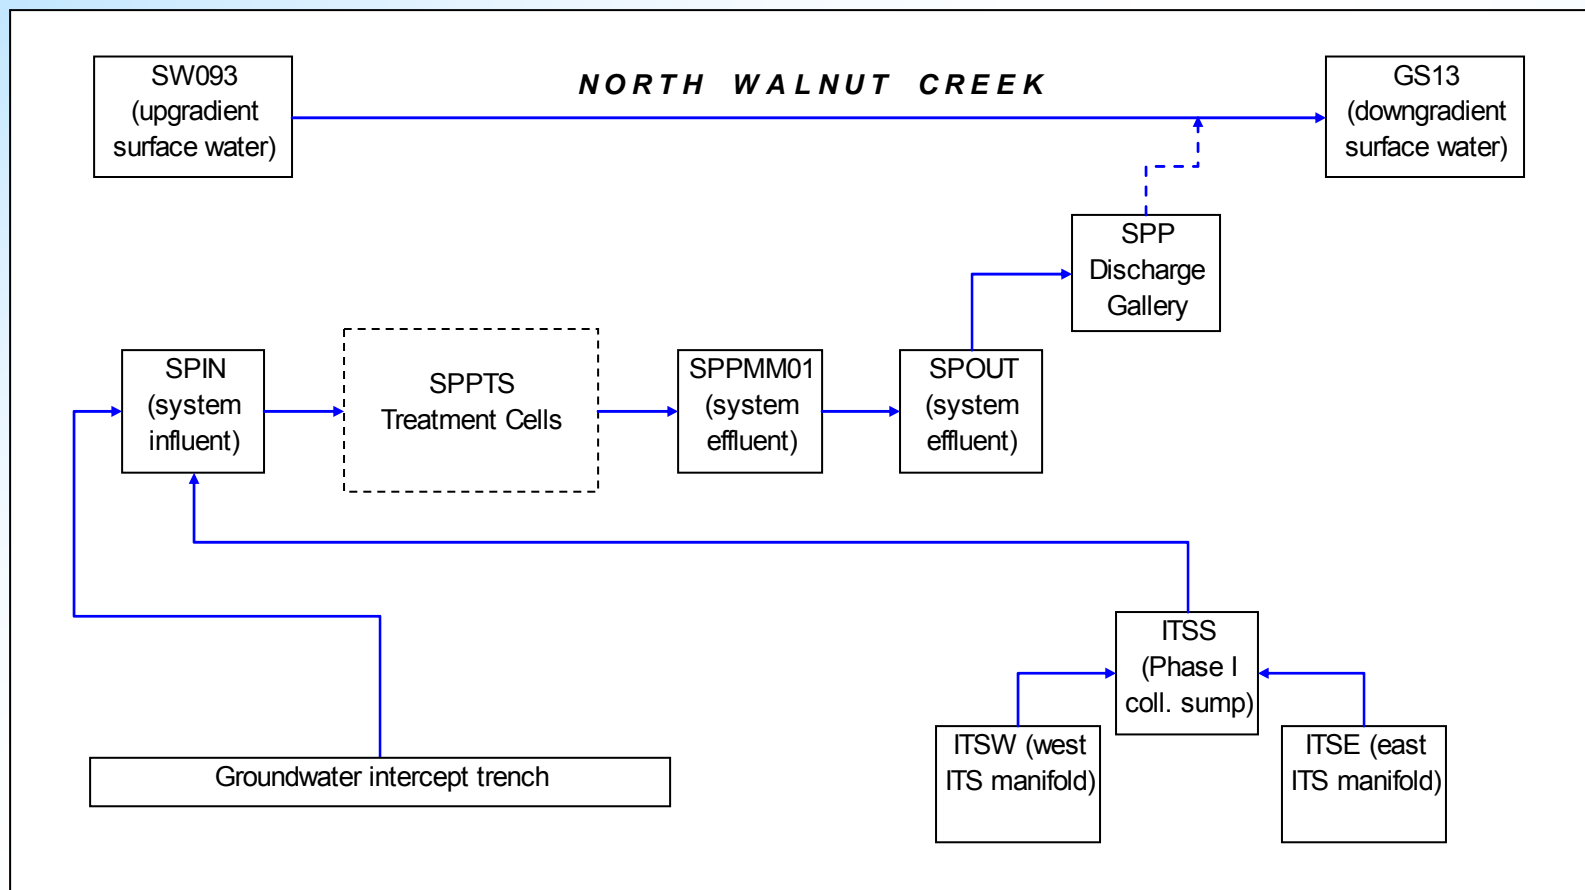 SW093
(upgradient
surface water)
NORTH WALNUT CREEK
GS13
(downgradient
surface water)
SPP
Discharge
Gallery
SPIN
(system
influent)
SPPTS
Treatment Cells
SPPMM01
(system
effluent)
SPOUT
(system
effluent)
ITSS
(Phase I
coll. sump)
ITSW (west
ITS manifold)
ITSE (east
ITS manifold)
Groundwater intercept trench